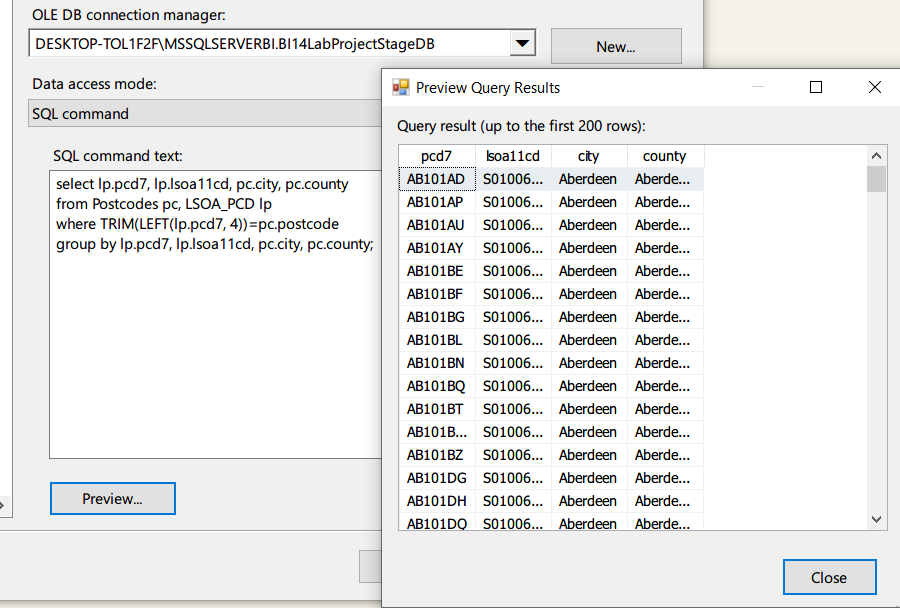 OLE DB connection manager:
DESKTOP-TOL1F2F\MSSQLSERVERBI.BI14LabProjectStageDB
New...
Data access mode:
SQL command
SQL command text:
select lp.pcd7, lp.lsoa11cd, pc.city, pc.county
from Postcodes pc, LSOA_PCD lp
where TRIM(LEFT(lp.pcd7, 4))=pc.postcode
group by lp.pcd7, lp.lsoa11cd, pc.city, pc.county;
Preview...
Preview Query Results
Query result (up to the first 200 rows):
pcd7 lsoa11cd city county
AB101AD S01006... Aberdeen Aberde...
AB101AP S01006... Aberdeen Aberde...
AB101AU S01006... Aberdeen Aberde...
AB101AY S01006... Aberdeen Aberde...
AB101BE S01006... Aberdeen Aberde...
AB101BF S01006... Aberdeen Aberde...
AB101BG S01006... Aberdeen Aberde...
AB101BL S01006... Aberdeen Aberde...
AB101BN S01006... Aberdeen Aberde...
AB101BQ S01006... Aberdeen Aberde...
AB101BT S01006... Aberdeen Aberde...
AB101B... S01006... Aberdeen Aberde...
AB101BZ S01006... Aberdeen Aberde...
AB101DG S01006... Aberdeen Aberde...
AB101DH S01006... Aberdeen Aberde...
AB101DQ S01006... Aberdeen Aberde...
Close